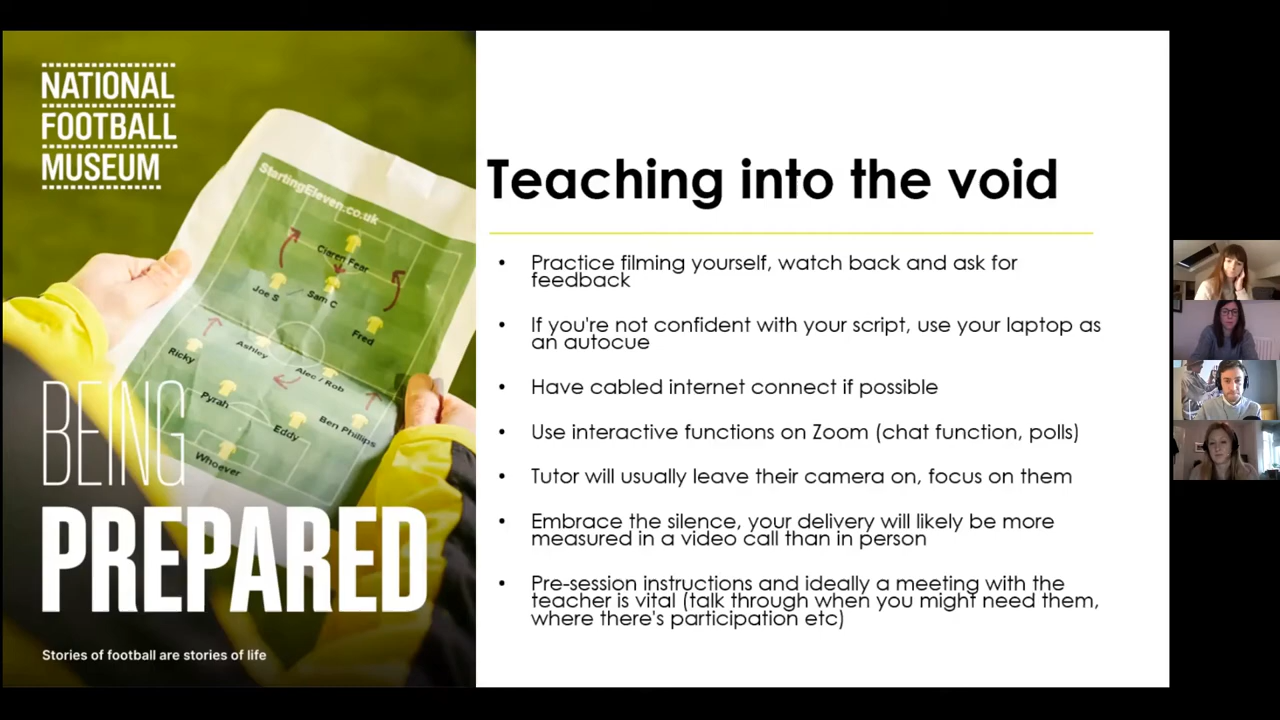 NATIONAL
FOOTBALL
MUSEUM
StartingEleven.co.uk
Claren Fear
Joe S
Sam C
Fred
Ricky
Ashley
Alec / Rob
Pyrah
Ben Phillips
Eddy
Whoever
BEING
PREPARED
Stories of football are stories of life
Teaching into the void
• Practice filming yourself, watch back and ask for
feedback
• If you're not confident with your script, use your laptop as
an autocue
• Have cabled internet connect if possible
• Use interactive functions on Zoom (chat function, polls)
• Tutor will usually leave their camera on, focus on them
• Embrace the silence, your delivery will likely be more
measured in a video call than in person
• Pre-session instructions and ideally a meeting with the
teacher is vital (talk through when you might need them,
where there's participation etc)